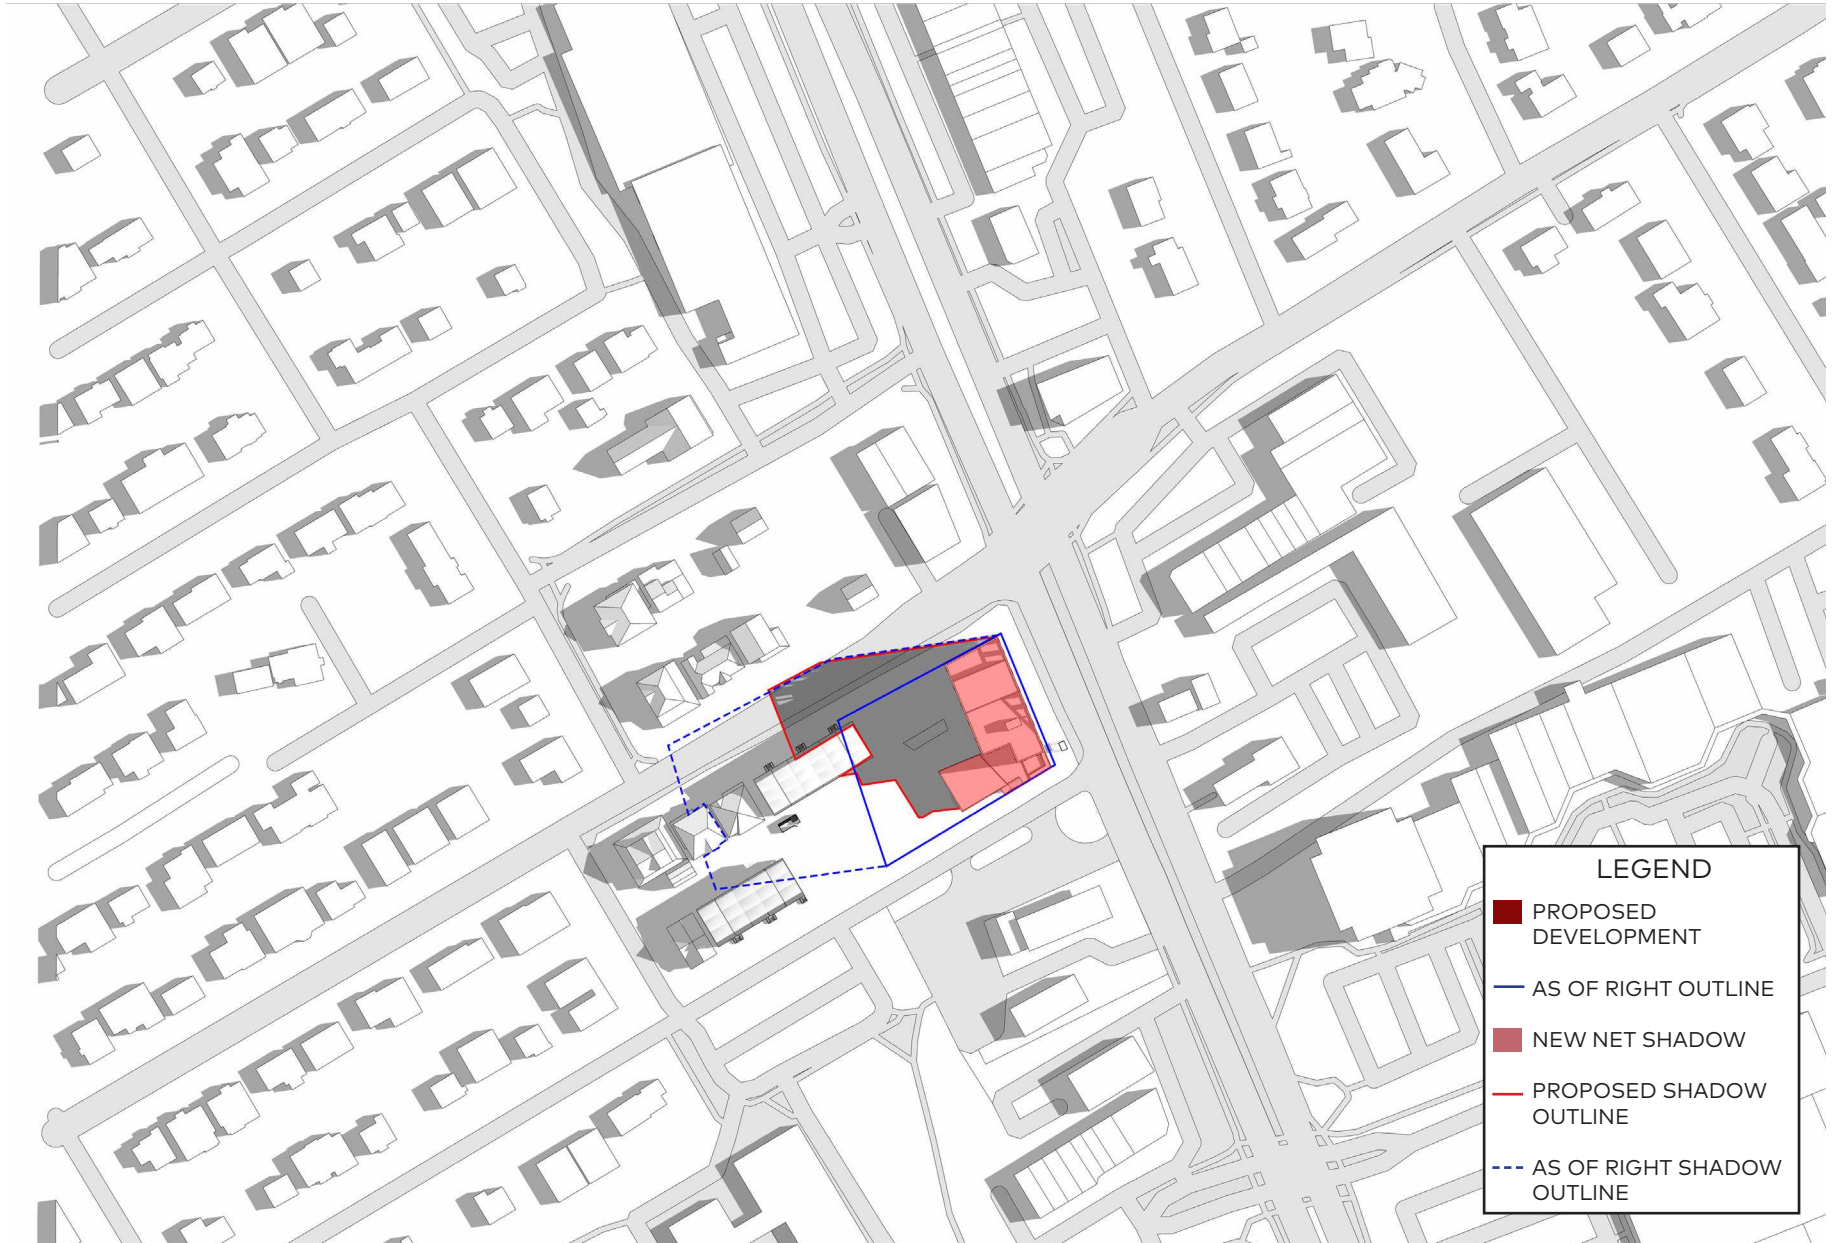 LEGEND
PROPOSED
DEVELOPMENT
AS OF RIGHT OUTLINE
NEW NET SHADOW
PROPOSED SHADOW
OUTLINE
AS OF RIGHT SHADOW
OUTLINE